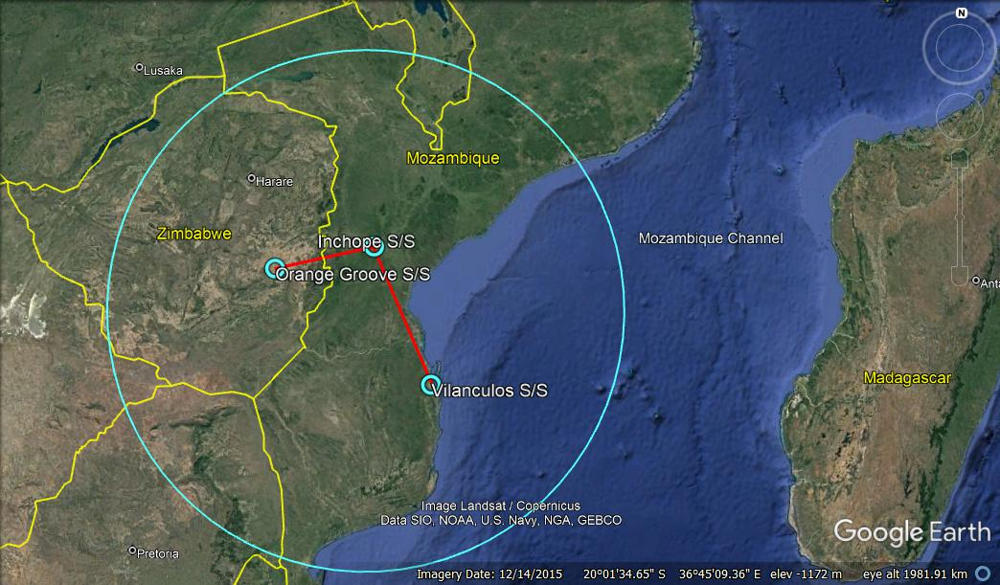 N
Lusaka
Mozambique
Harare
Zimbabwe
Inchope S/S
Mozambique Channel
Orange Groove S/S
Anta
Madagascar
Vilanculos S/S
Image Landsat / Copernicus
Data SIO, NOAA, U.S. Navy, NGA, GEBCO
Google Earth
Pretoria
Imagery Date: 12/14/2015 20°01'34.65" S 36°45'09.36" E elev -1172 m eye alt 1981.91 km